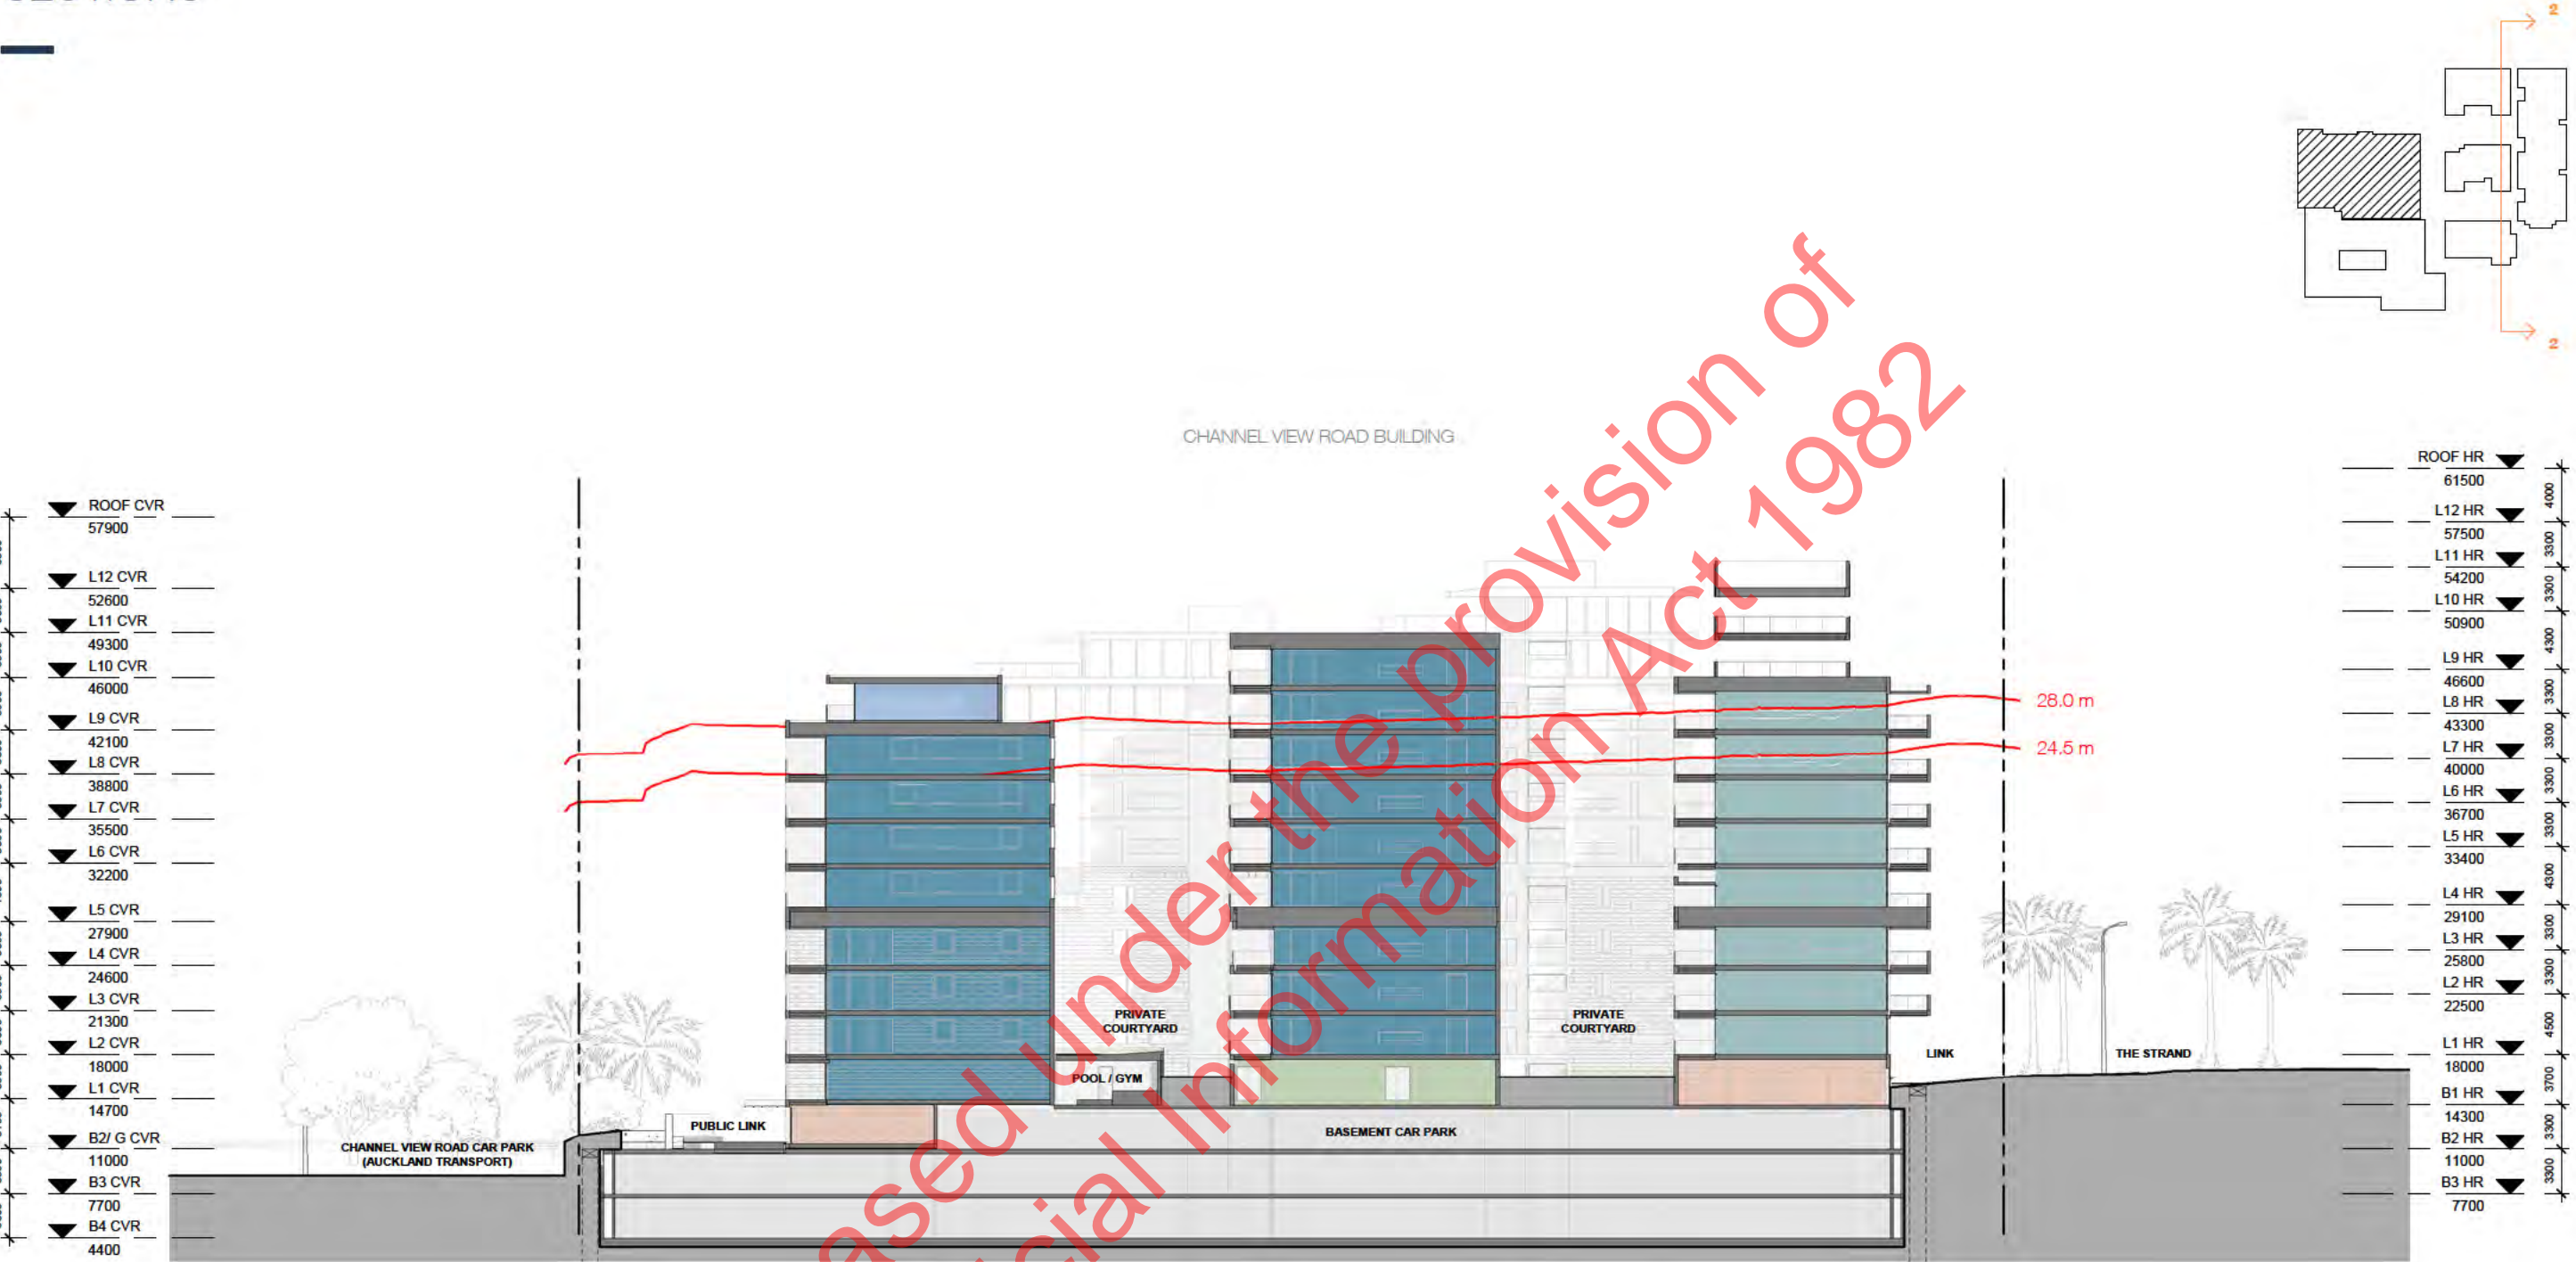 2
2
CHANNEL VIEW ROAD BUILDING
ROOF CVR
57900
L12 CVR
52600
L11 CVR
49300
L10 CVR
46000
L9 CVR
42100
L8 CVR
38800
L7 CVR
35500
L6 CVR
32200
L5 CVR
27900
L4 CVR
24600
L3 CVR
21300
L2 CVR
18000
L1 CVR
14700
B2/ G CVR
11000
B3 CVR
7700
B4 CVR
4400
28.0 m
24.5 m
PRIVATE
COURTYARD
PRIVATE
COURTYARD
POOL / GYM
LINK
THE STRAND
PUBLIC LINK
BASEMENT CAR PARK
CHANNEL VIEW ROAD CAR PARK
(AUCKLAND TRANSPORT)
ROOF HR
61500
L12 HR
57500
L11 HR
54200
L10 HR
50900
L9 HR
46600
L8 HR
43300
L7 HR
40000
L6 HR
36700
L5 HR
33400
L4 HR
29100
L3 HR
25800
L2 HR
22500
L1 HR
18000
B1 HR
14300
B2 HR
11000
B3 HR
7700
4000
3300
3300
4300
3300
3300
3300
3300
4300
3300
3300
4500
3700
3300
3300
ased under the provision of
cial Information Act 1982